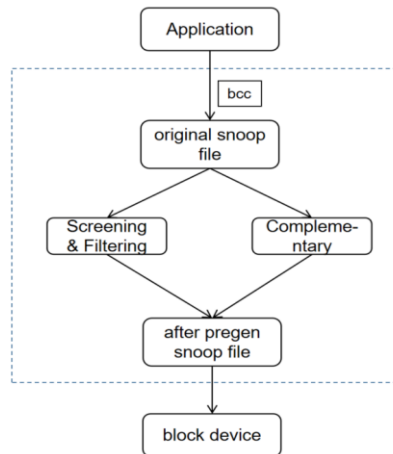 Application
bcc
original snoop
file
Screening
& Filtering
Compleme-
ntary
after pregen
snoop file
block device